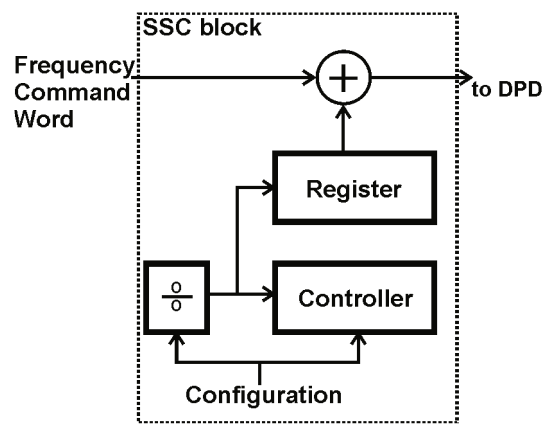 SSC block
Frequency
Command
Word
+
to DPD
Register
Controller
Configuration